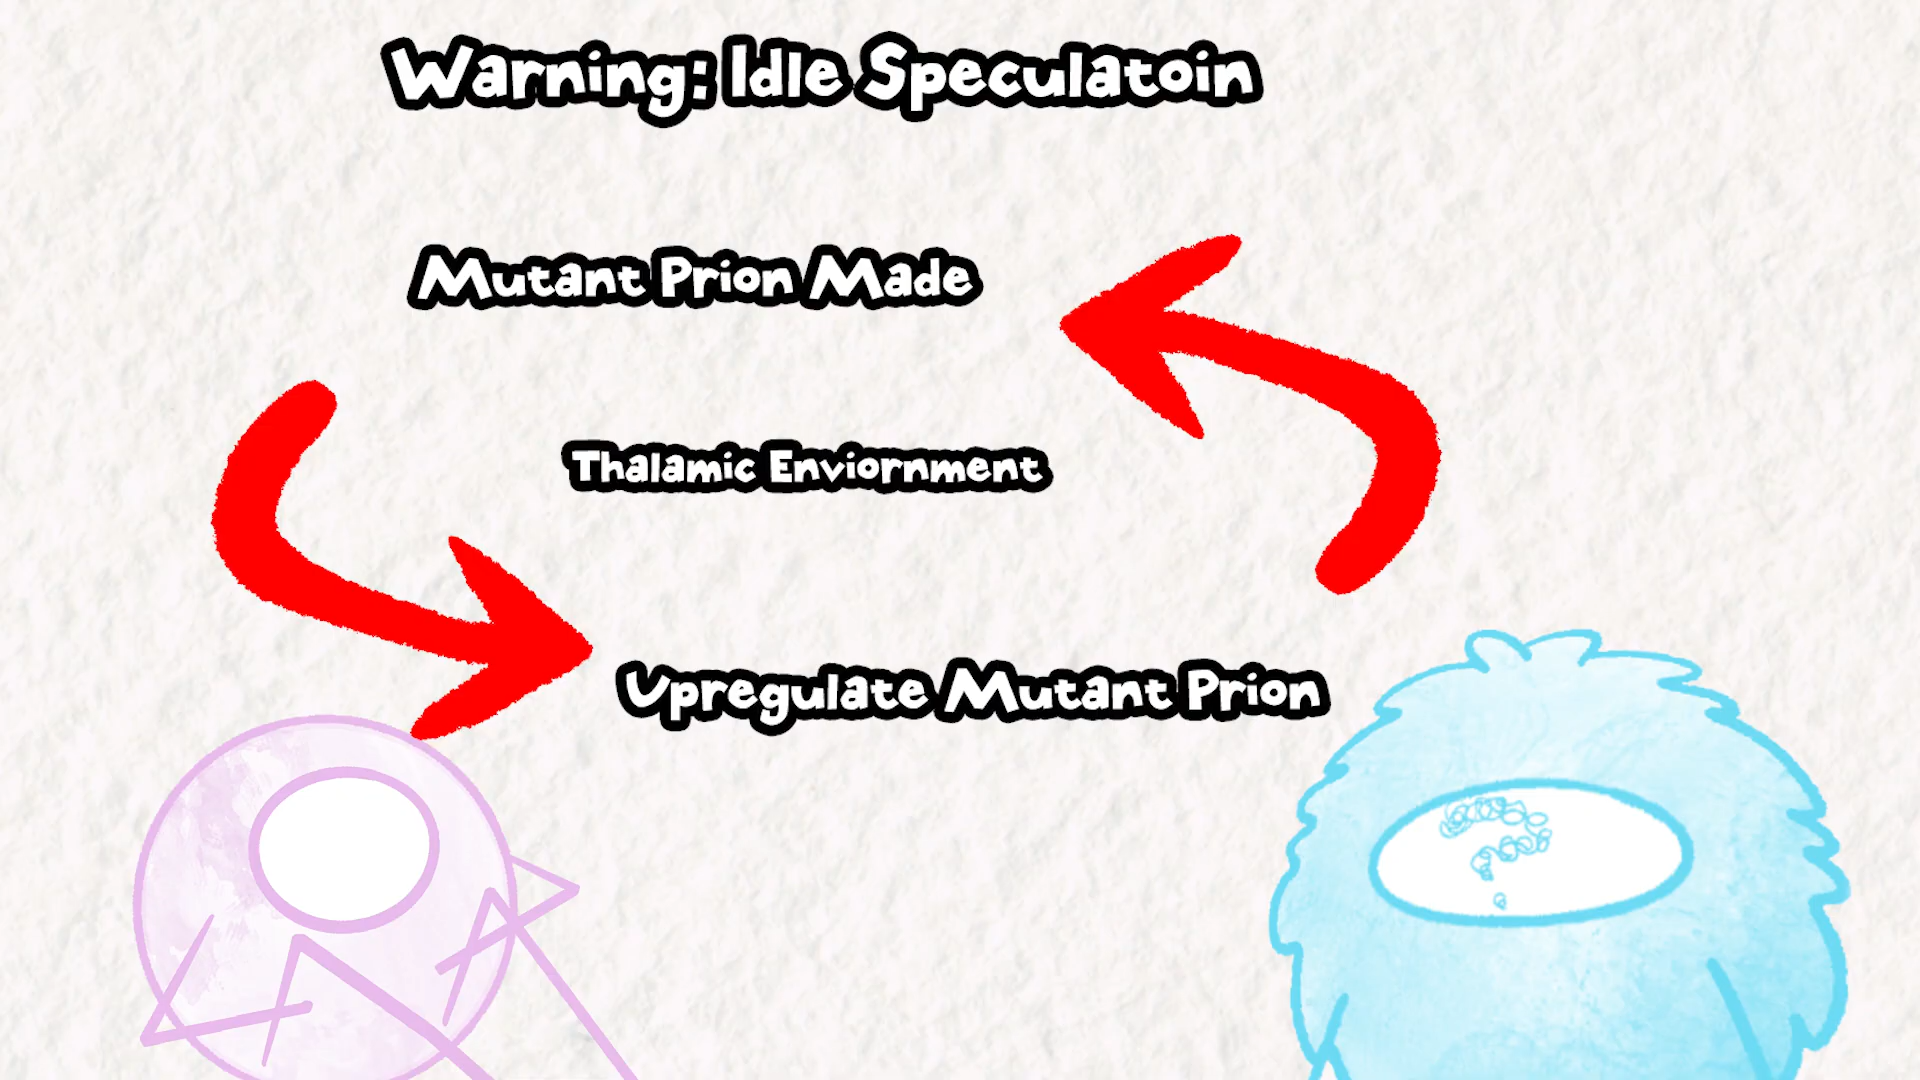 Warning: Idle Speculatoin
Mutant Prion Made
Thalamic Enviornment
Upregulate Mutant Prion